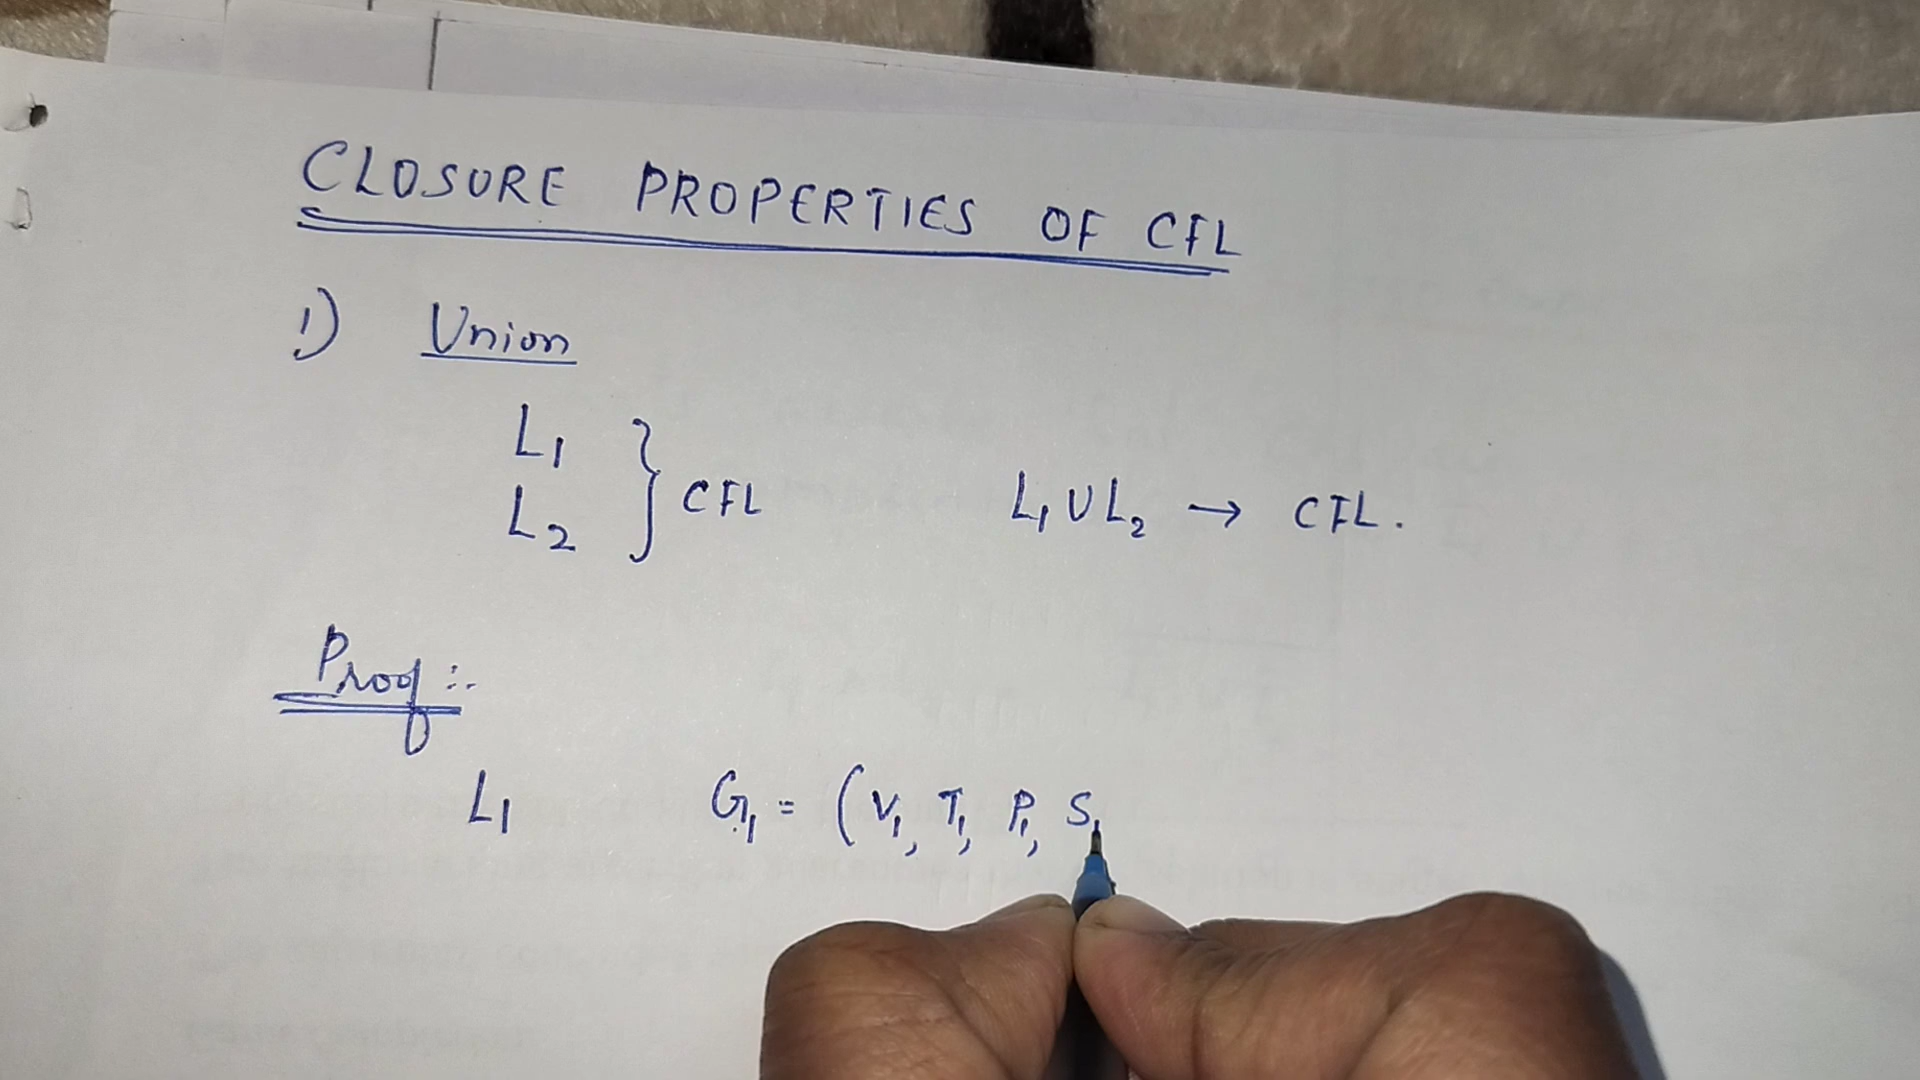 CLOSURE PROPERTIES OF CFL
1) Union
L₁
L₂ } CFL L₁ ∪ L₂ → CFL.
Proof :-
L₁ G₁ = (V₁, T₁, P₁, S₁